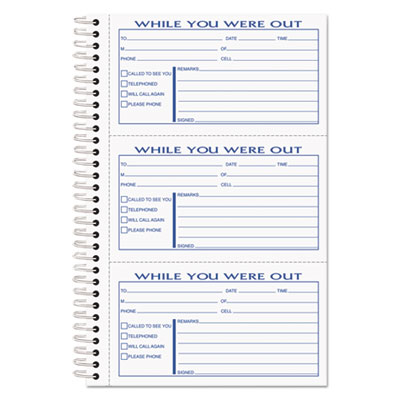 WHILE YOU WERE OUT
TO DATE TIME
M OF
PHONE CELL
REMARKS
CALLED TO SEE YOU
TELEPHONED
WILL CALL AGAIN
PLEASE PHONE
SIGNED
WHILE YOU WERE OUT
TO DATE TIME
M OF
PHONE CELL
REMARKS
CALLED TO SEE YOU
TELEPHONED
WILL CALL AGAIN
PLEASE PHONE
SIGNED
WHILE YOU WERE OUT
TO DATE TIME
M OF
PHONE CELL
REMARKS
CALLED TO SEE YOU
TELEPHONED
WILL CALL AGAIN
PLEASE PHONE
SIGNED